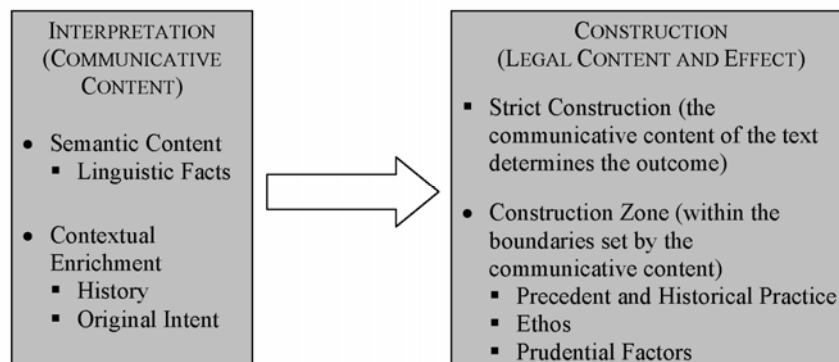 INTERPRETATION
(COMMUNICATIVE
CONTENT)
• Semantic Content
▪ Linguistic Facts
• Contextual
Enrichment
▪ History
▪ Original Intent
CONSTRUCTION
(LEGAL CONTENT AND EFFECT)
▪ Strict Construction (the
communicative content of the text
determines the outcome)
• Construction Zone (within the
boundaries set by the
communicative content)
▪ Precedent and Historical Practice
▪ Ethos
▪ Prudential Factors